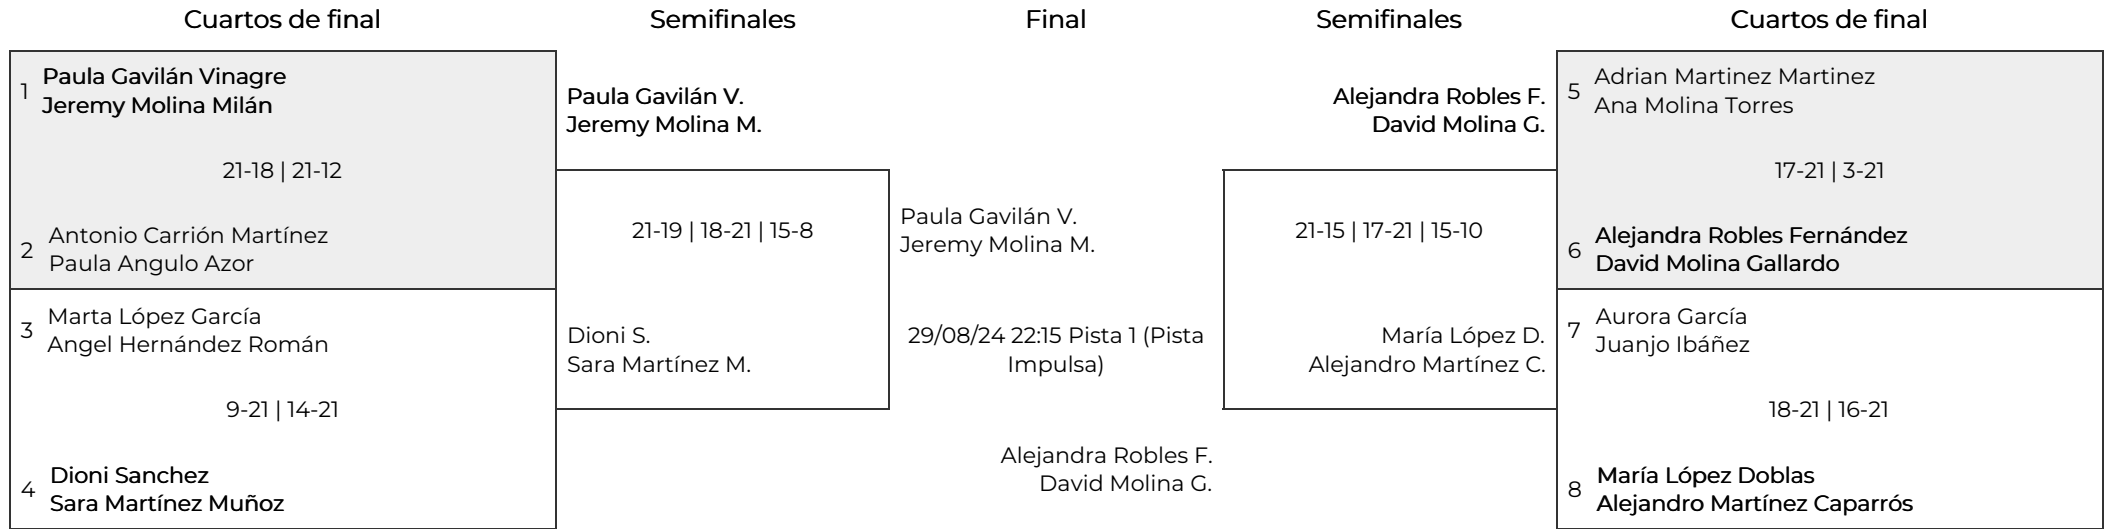 Cuartos de final
Semifinales
Final
Semifinales
Cuartos de final
1
Paula Gavilán Vinagre
Jeremy Molina Milán
21-18 | 21-12
2
Antonio Carrión Martínez
Paula Angulo Azor
3
Marta López García
Angel Hernández Román
9-21 | 14-21
4
Dioni Sanchez
Sara Martínez Muñoz
Paula Gavilán V.
Jeremy Molina M.
21-19 | 18-21 | 15-8
Dioni S.
Sara Martínez M.
Paula Gavilán V.
Jeremy Molina M.
29/08/24 22:15 Pista 1 (Pista
Impulsa)
Alejandra Robles F.
David Molina G.
Alejandra Robles F.
David Molina G.
21-15 | 17-21 | 15-10
María López D.
Alejandro Martínez C.
5
Adrian Martinez Martinez
Ana Molina Torres
17-21 | 3-21
6
Alejandra Robles Fernández
David Molina Gallardo
7
Aurora García
Juanjo Ibáñez
18-21 | 16-21
8
María López Doblas
Alejandro Martínez Caparrós